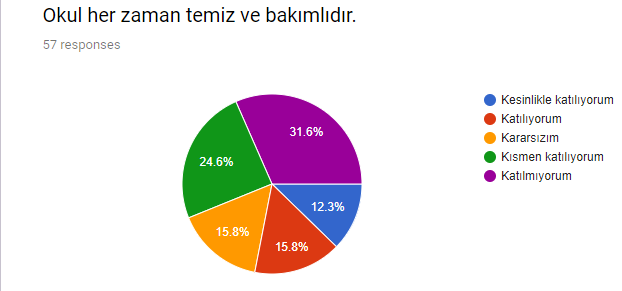 Okul her zaman temiz ve bakımlıdır.
57 responses
31.6%
24.6%
12.3%
15.8%
15.8%
Kesinlikle katılıyorum
Katılıyorum
Kararsızım
Kısmen katılıyorum
Katılmıyorum